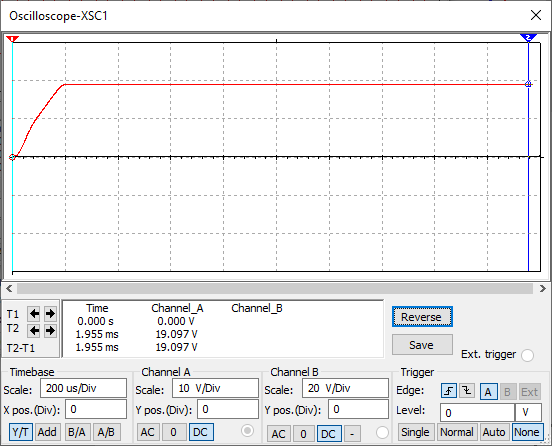 Oscilloscope-XSC1
1 2
T1 Time Channel_A Channel_B Reverse
0.000 s 0.000 V
T2 1.955 ms 19.097 V
T2-T1 1.955 ms 19.097 V Save Ext. trigger
Timebase Channel A Channel B Trigger
Scale: 200 us/Div Scale: 10 V/Div Scale: 20 V/Div Edge: A B Ext
X pos.(Div): 0 Y pos.(Div): 0 Y pos.(Div): 0 Level: 0 V
Y/T Add B/A A/B AC 0 DC AC 0 DC - Single Normal Auto None